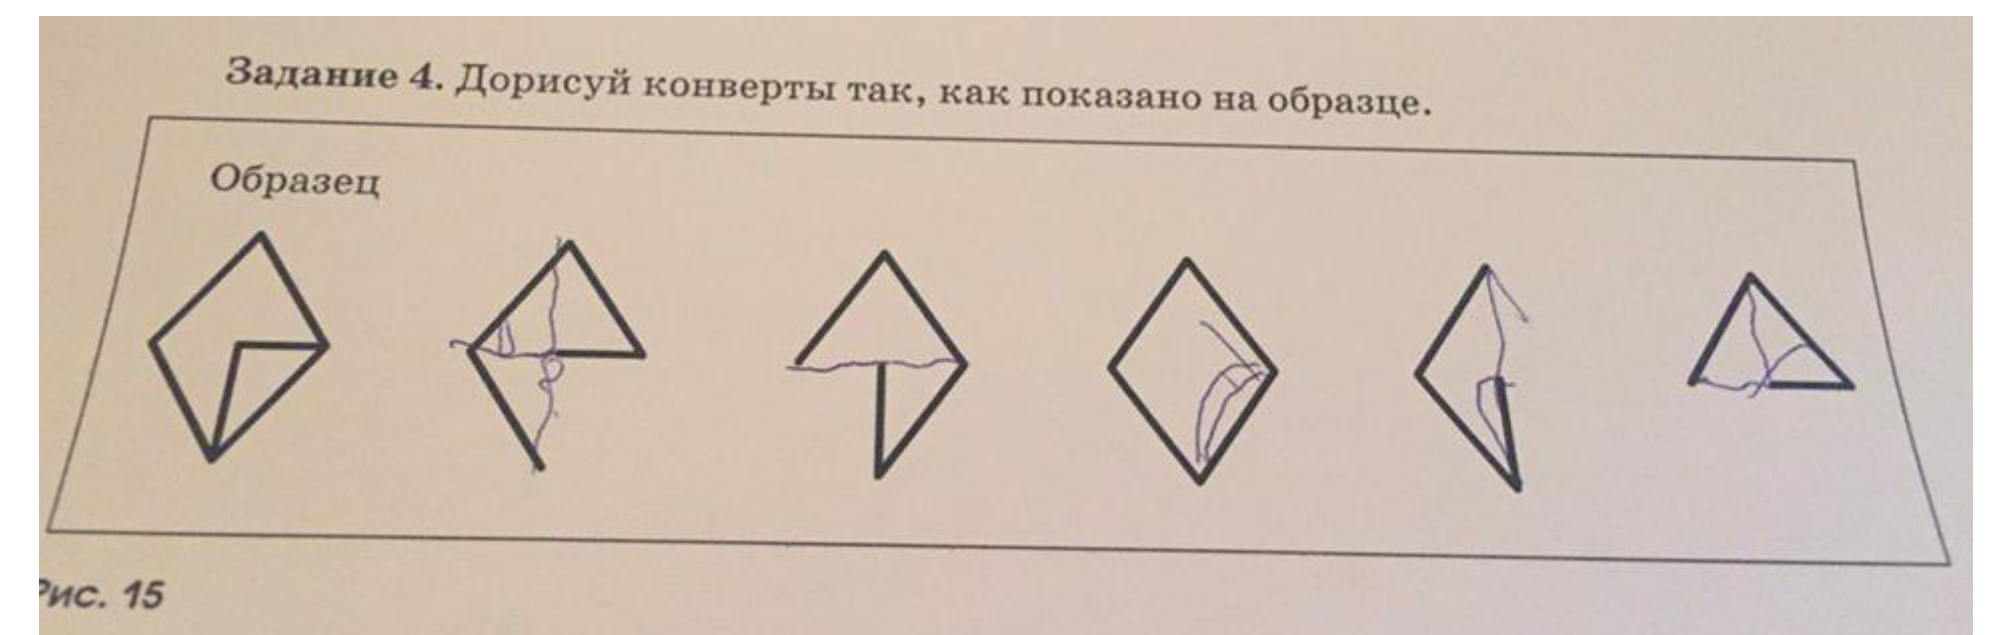 Задание 4. Дорисуй конверты так, как показано на образце.
Образец
Рис. 15